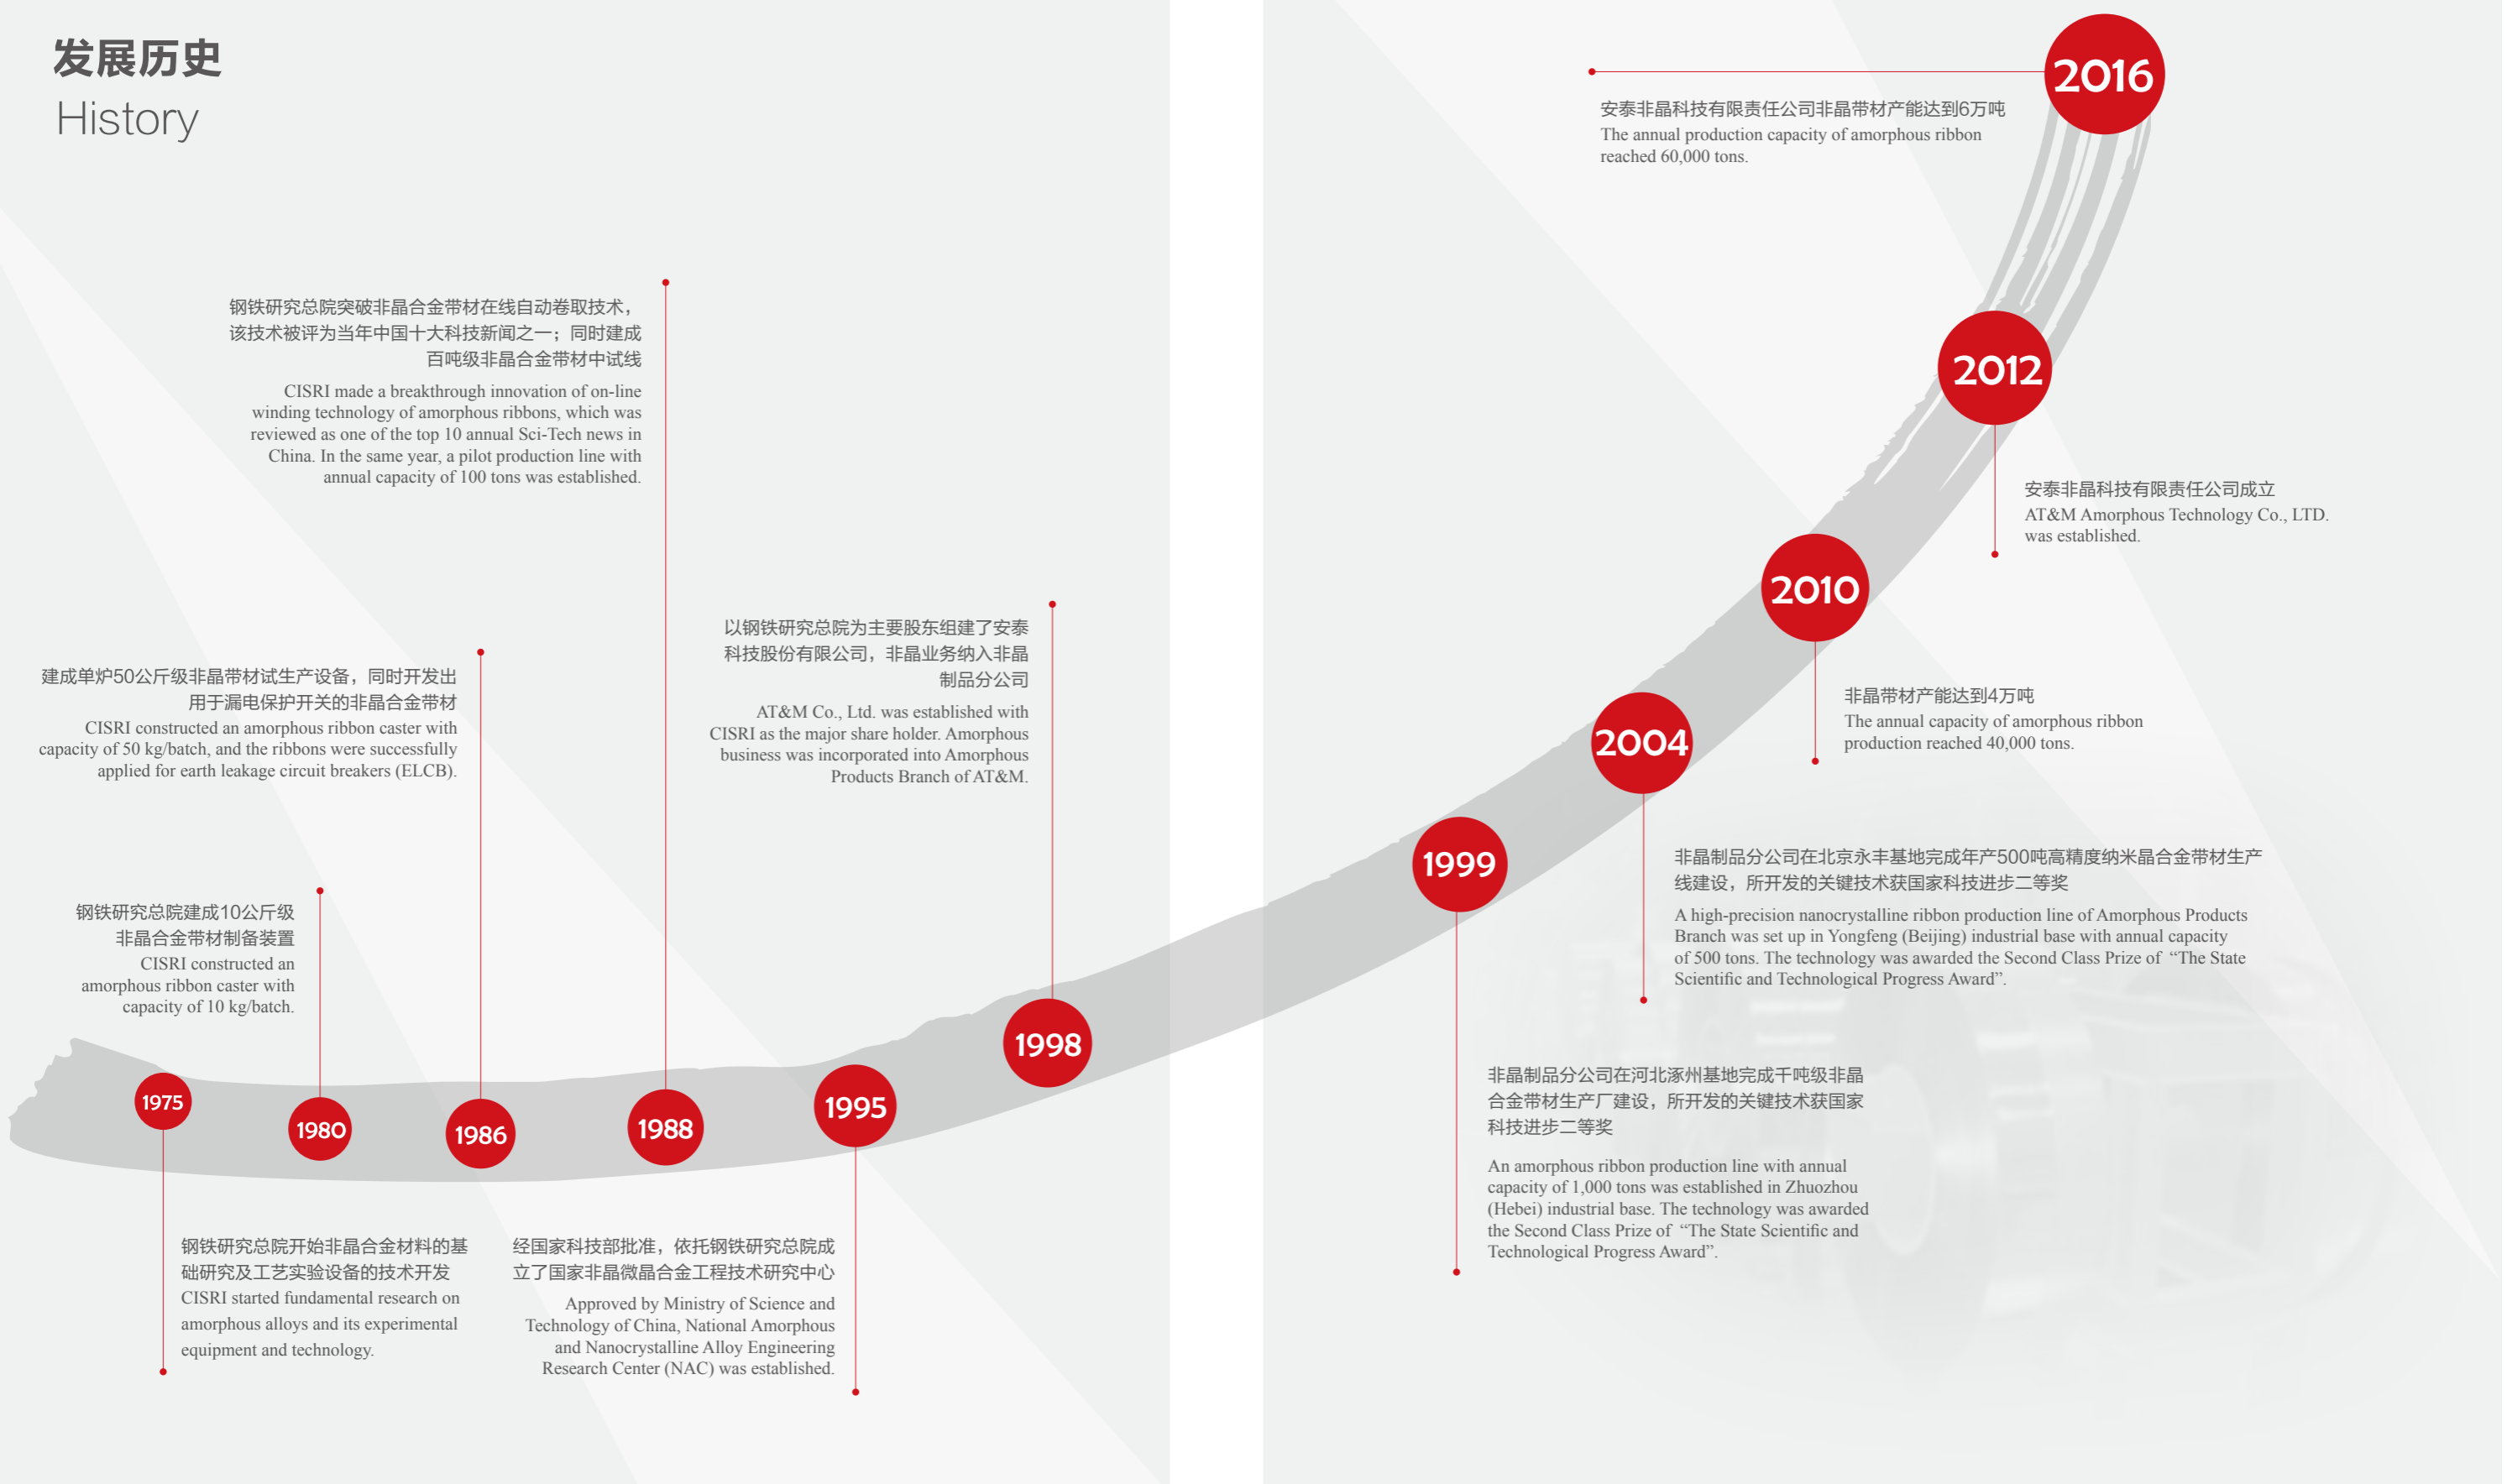 发展历史
History
1975
钢铁研究总院开始非晶合金材料的基
础研究及工艺实验设备的技术开发
CISRI started fundamental research on
amorphous alloys and its experimental
equipment and technology.
1980
钢铁研究总院建成10公斤级
非晶合金带材制备装置
CISRI constructed an
amorphous ribbon caster with
capacity of 10 kg/batch.
1986
建成单炉50公斤级非晶带材试生产设备，同时开发出
用于漏电保护开关的非晶合金带材
CISRI constructed an amorphous ribbon caster with
capacity of 50 kg/batch, and the ribbons were successfully
applied for earth leakage circuit breakers (ELCB).
1988
钢铁研究总院突破非晶合金带材在线自动卷取技术，
该技术被评为当年中国十大科技新闻之一；同时建成
百吨级非晶合金带材中试线
CISRI made a breakthrough innovation of on-line
winding technology of amorphous ribbons, which was
reviewed as one of the top 10 annual Sci-Tech news in
China. In the same year, a pilot production line with
annual capacity of 100 tons was established.
1995
经国家科技部批准，依托钢铁研究总院成
立了国家非晶微晶合金工程技术研究中心
Approved by Ministry of Science and
Technology of China, National Amorphous
and Nanocrystalline Alloy Engineering
Research Center (NAC) was established.
1998
以钢铁研究总院为主要股东组建了安泰
科技股份有限公司，非晶业务纳入非晶
制品分公司
AT&M Co., Ltd. was established with
CISRI as the major share holder. Amorphous
business was incorporated into Amorphous
Products Branch of AT&M.
1999
非晶制品分公司在河北涿州基地完成千吨级非晶
合金带材生产厂建设，所开发的关键技术获国家
科技进步二等奖
An amorphous ribbon production line with annual
capacity of 1,000 tons was established in Zhuozhou
(Hebei) industrial base. The technology was awarded
the Second Class Prize of “The State Scientific and
Technological Progress Award”.
2004
非晶制品分公司在北京永丰基地完成年产500吨高精度纳米晶合金带材生产
线建设，所开发的关键技术获国家科技进步二等奖
A high-precision nanocrystalline ribbon production line of Amorphous Products
Branch was set up in Yongfeng (Beijing) industrial base with annual capacity
of 500 tons. The technology was awarded the Second Class Prize of “The State
Scientific and Technological Progress Award”.
2010
非晶带材产能达到4万吨
The annual capacity of amorphous ribbon
production reached 40,000 tons.
2012
安泰非晶科技有限责任公司成立
AT&M Amorphous Technology Co., LTD.
was established.
2016
安泰非晶科技有限责任公司非晶带材产能达到6万吨
The annual production capacity of amorphous ribbon
reached 60,000 tons.